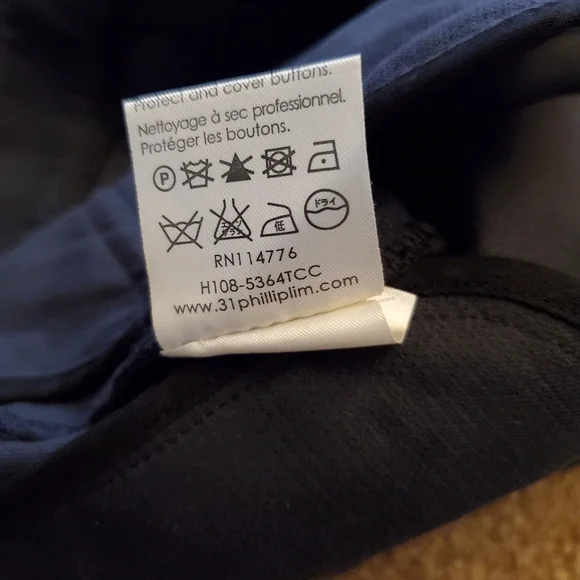 Protect and cover buttons.
Nettoyage à sec professionnel.
Protéger les boutons.
P
低 ドライ
RN114776
H108-5364TCC
www.31philliplim.com